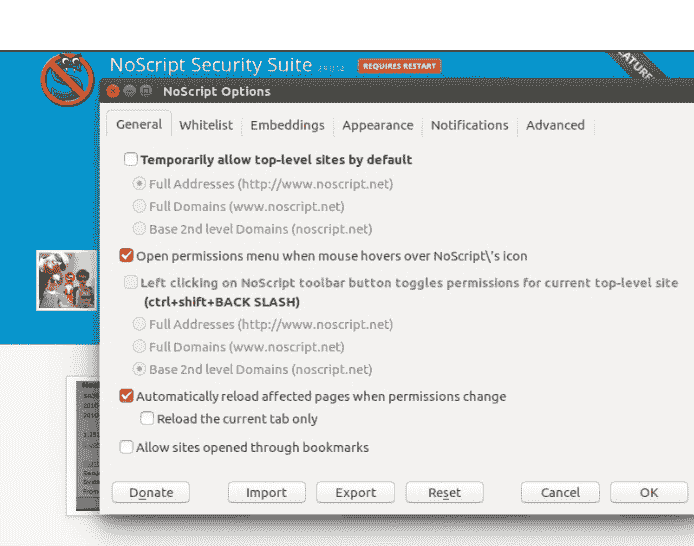 NoScript Security Suite
REQUIRES RESTART
NoScript Options
General Whitelist Embeddings Appearance Notifications Advanced
Temporarily allow top-level sites by default
Full Addresses (http://www.noscript.net)
Full Domains (www.noscript.net)
Base 2nd level Domains (noscript.net)
Open permissions menu when mouse hovers over NoScript\'s icon
Left clicking on NoScript toolbar button toggles permissions for current top-level site
(ctrl+shift+BACK SLASH)
Full Addresses (http://www.noscript.net)
Full Domains (www.noscript.net)
Base 2nd level Domains (noscript.net)
Automatically reload affected pages when permissions change
Reload the current tab only
Allow sites opened through bookmarks
Donate Import Export Reset Cancel OK